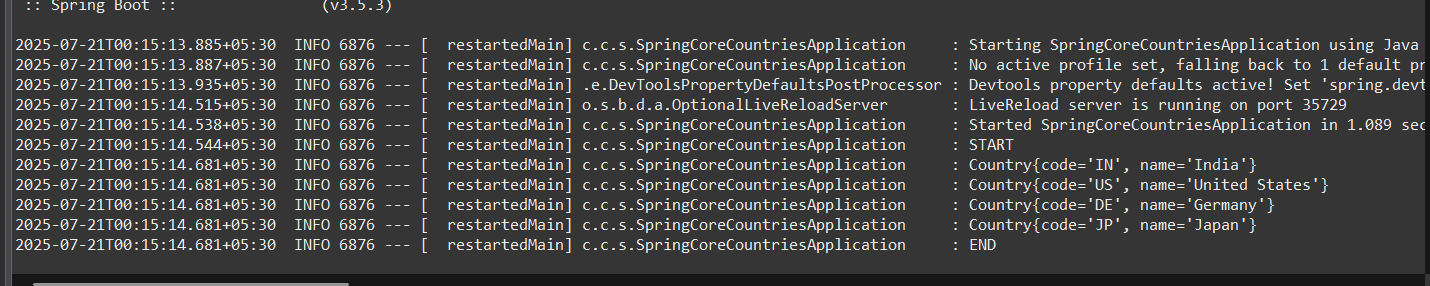 :: Spring Boot ::                (v3.5.3)
2025-07-21T00:15:13.885+05:30  INFO 6876 --- [  restartedMain] c.c.s.SpringCoreCountriesApplication     : Starting SpringCoreCountriesApplication using Java
2025-07-21T00:15:13.887+05:30  INFO 6876 --- [  restartedMain] c.c.s.SpringCoreCountriesApplication     : No active profile set, falling back to 1 default pr
2025-07-21T00:15:13.935+05:30  INFO 6876 --- [  restartedMain] .e.DevToolsPropertyDefaultsPostProcessor : Devtools property defaults active! Set 'spring.devt
2025-07-21T00:15:14.515+05:30  INFO 6876 --- [  restartedMain] o.s.b.d.a.OptionalLiveReloadServer       : LiveReload server is running on port 35729
2025-07-21T00:15:14.538+05:30  INFO 6876 --- [  restartedMain] c.c.s.SpringCoreCountriesApplication     : Started SpringCoreCountriesApplication in 1.089 sec
2025-07-21T00:15:14.544+05:30  INFO 6876 --- [  restartedMain] c.c.s.SpringCoreCountriesApplication     : START
2025-07-21T00:15:14.681+05:30  INFO 6876 --- [  restartedMain] c.c.s.SpringCoreCountriesApplication     : Country{code='IN', name='India'}
2025-07-21T00:15:14.681+05:30  INFO 6876 --- [  restartedMain] c.c.s.SpringCoreCountriesApplication     : Country{code='US', name='United States'}
2025-07-21T00:15:14.681+05:30  INFO 6876 --- [  restartedMain] c.c.s.SpringCoreCountriesApplication     : Country{code='DE', name='Germany'}
2025-07-21T00:15:14.681+05:30  INFO 6876 --- [  restartedMain] c.c.s.SpringCoreCountriesApplication     : Country{code='JP', name='Japan'}
2025-07-21T00:15:14.681+05:30  INFO 6876 --- [  restartedMain] c.c.s.SpringCoreCountriesApplication     : END